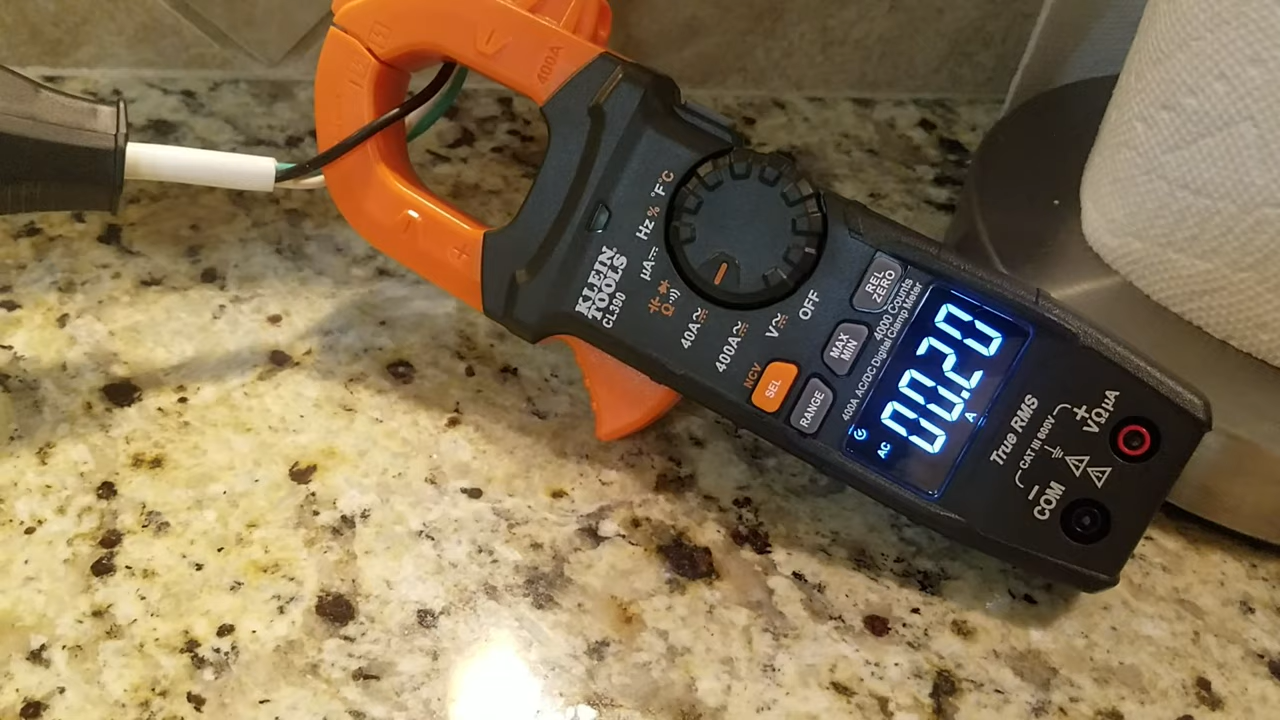 400A
°F°C
Hz %
µA
Ω
40A
400A
V
OFF
KLEIN
TOOLS®
CL390
NCV
SEL
RANGE
MAX
MIN
REL
ZERO
400A AC/DC Digital Clamp Meter
4000 Counts
AC
00.20
A
True RMS
CAT III 600V
+
VΩµA
−
COM